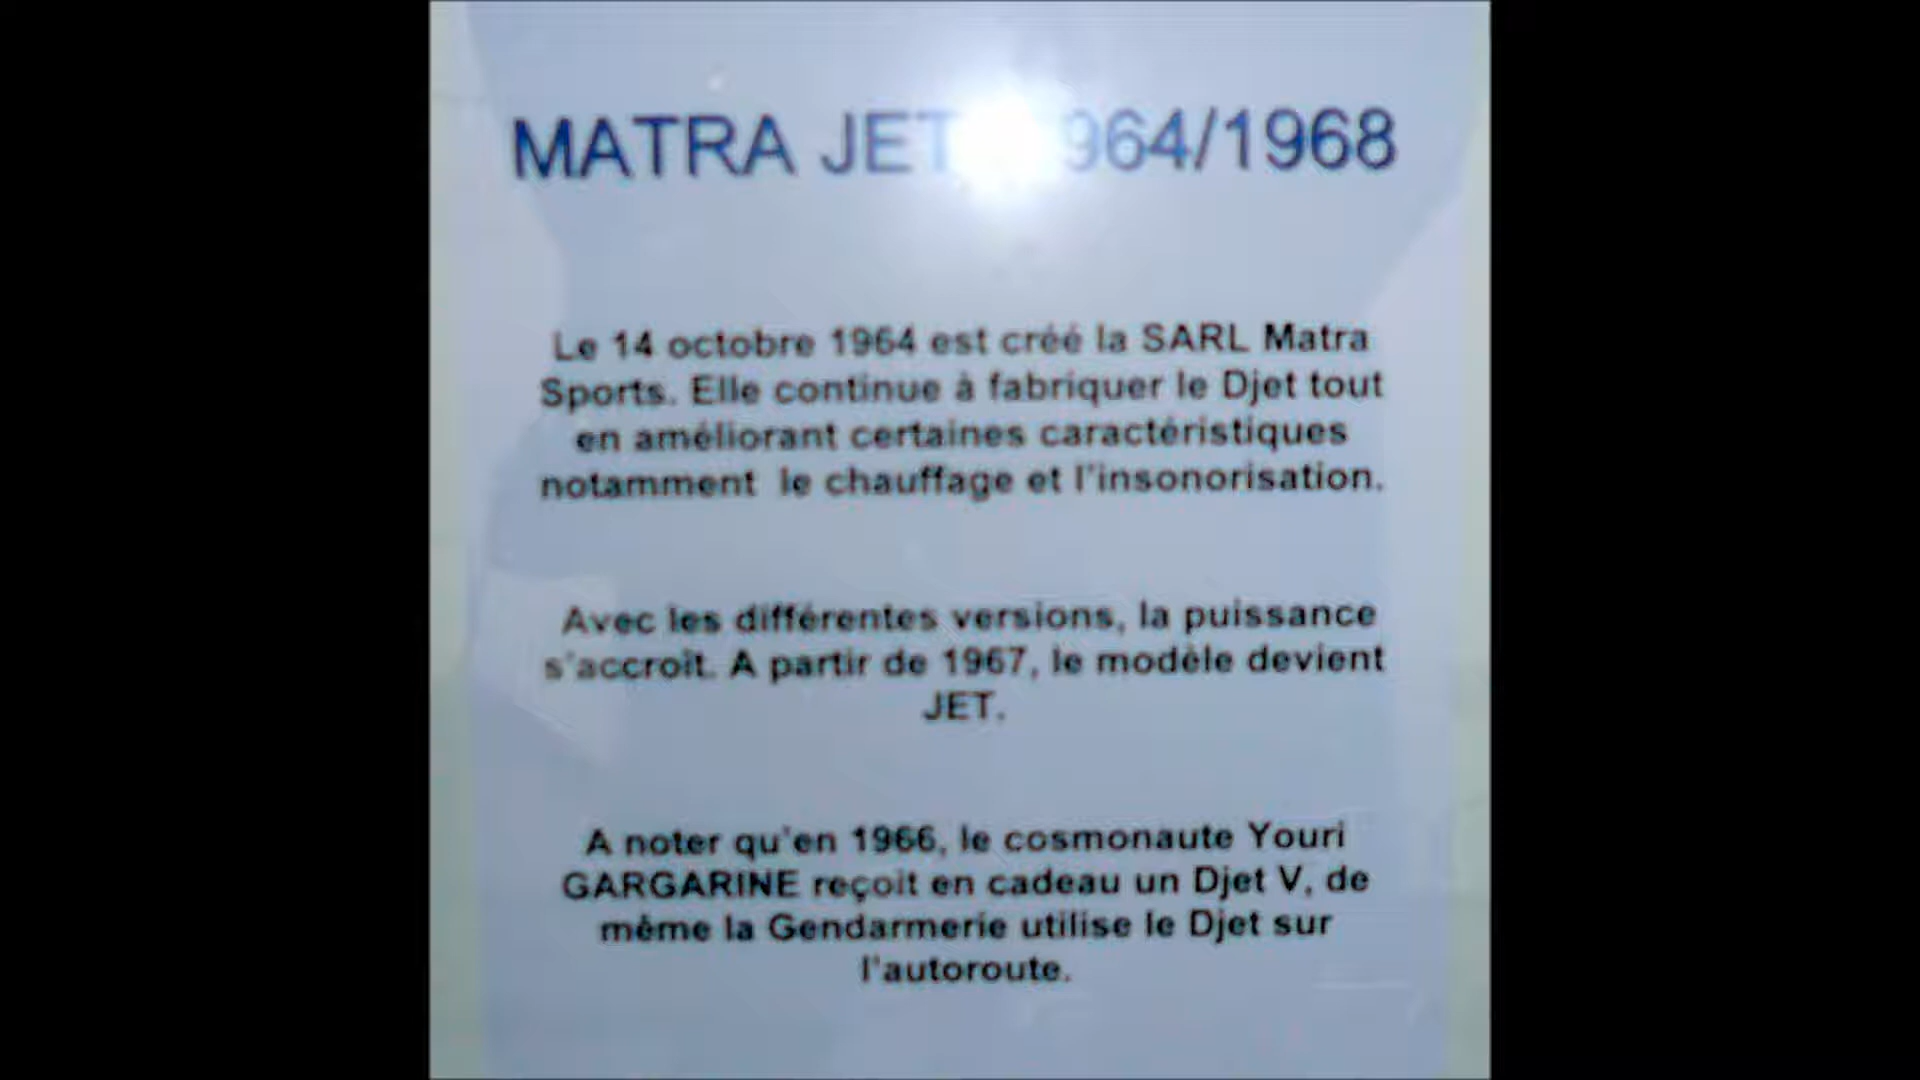 MATRA JET 964/1968
Le 14 octobre 1964 est créé la SARL Matra
Sports. Elle continue à fabriquer le Djet tout
en améliorant certaines caractéristiques
notamment le chauffage et l'insonorisation.
Avec les différentes versions, la puissance
s'accroît. A partir de 1967, le modèle devient
JET.
A noter qu'en 1966, le cosmonaute Youri
GARGARINE reçoit en cadeau un Djet V, de
même la Gendarmerie utilise le Djet sur
l'autoroute.